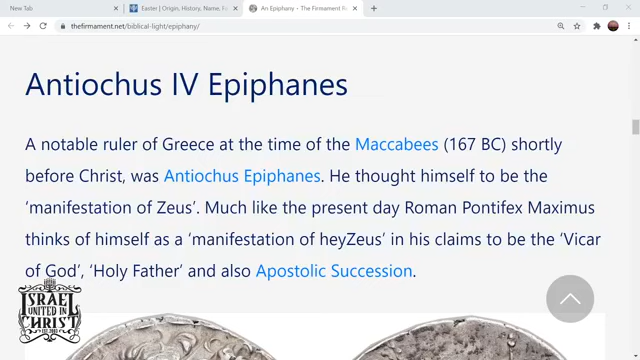 New Tab
Easter | Origin, History, Name, Fa
An Epiphany - The Firmament Re
thefirmament.net/biblical-light/epiphany/
Antiochus IV Epiphanes
A notable ruler of Greece at the time of the Maccabees (167 BC) shortly
before Christ, was Antiochus Epiphanes. He thought himself to be the
‘manifestation of Zeus’. Much like the present day Roman Pontifex Maximus
thinks of himself as a ‘manifestation of heyZeus’ in his claims to be the ‘Vicar
of God’, ‘Holy Father’ and also Apostolic Succession.
ISRAEL
UNITED IN
CHRIST